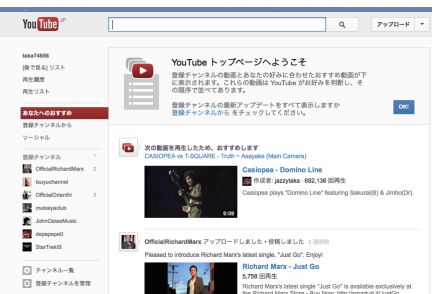 YouTube JP
アップロード
taka74656
[後で見る] リスト
再生履歴
再生リスト
あなたへのおすすめ
登録チャンネルから
ソーシャル
登録チャンネル
OfficialRichardMarx 2
tsuyuchannel
OfficialOrianthi 3
mukaiyaclub
JohnOatesMusic
depapepe0
StarTrekIS
チャンネル一覧
登録チャンネルを管理
YouTube トップページへようこそ
登録チャンネルの動画とあなたの好みに合わせたおすすめ動画が下
に表示されます。これらの動画は YouTube がお好みを判断し、そ
の順序で並べてあります。
登録チャンネルの最新アップデートをすべて表示しますか
登録チャンネルから をチェックしてください。
OK!
次の動画を再生したため、おすすめします
CASIOPEA vs T-SQUARE - Truth ~ Asayake (Main Camera)
Casiopea - Domino Line
作成者: jazzytaka - 692,136 回再生
Casiopea plays "Domino Line" featuring Sakurai(B) & Jimbo(Dr).
9:09
OfficialRichardMarx アップロードしました・投稿しました 3 週間前
Pleased to introduce Richard Marx's latest single, "Just Go". Enjoy!
Richard Marx - Just Go
5,758 回再生
Richard Marx's latest single "Just Go" is available exclusively at
the Richard Marx Store - Buy Now: